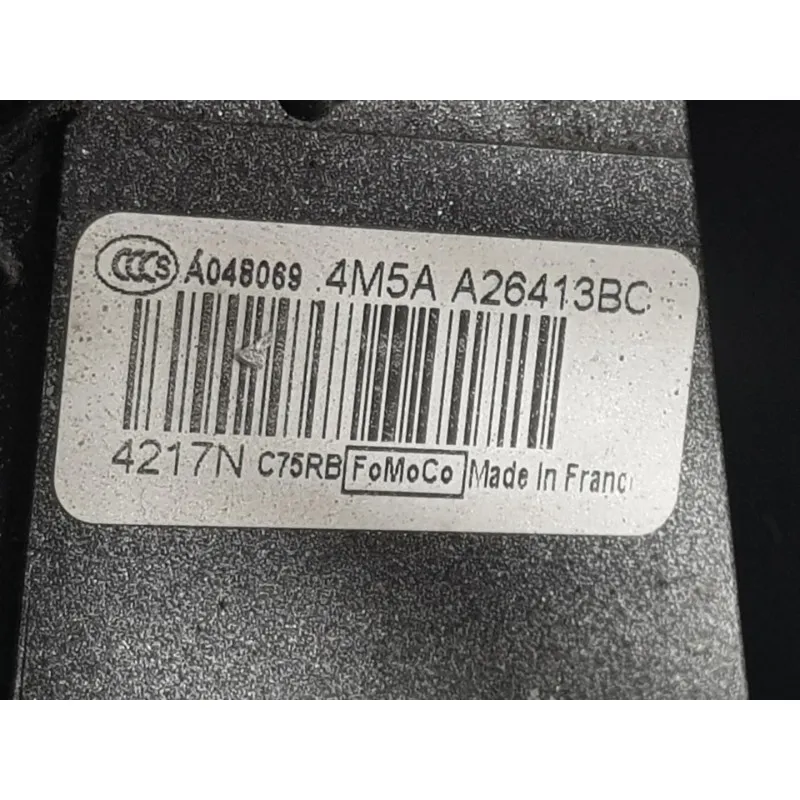 CCC S A048069 .4M5A A26413BC
4217N C75RB FoMoCo Made In Franc